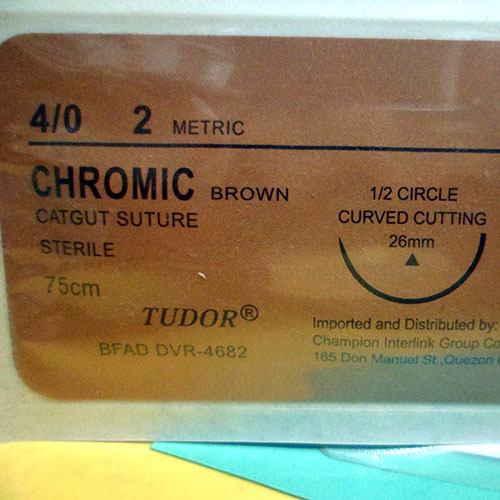 4/0 2 METRIC
CHROMIC BROWN
CATGUT SUTURE
STERILE
75cm
TUDOR®
BFAD DVR-4682
1/2 CIRCLE
CURVED CUTTING
26mm
Imported and Distributed by:
Champion Interlink Group Co
165 Don Manuel St., Quezon